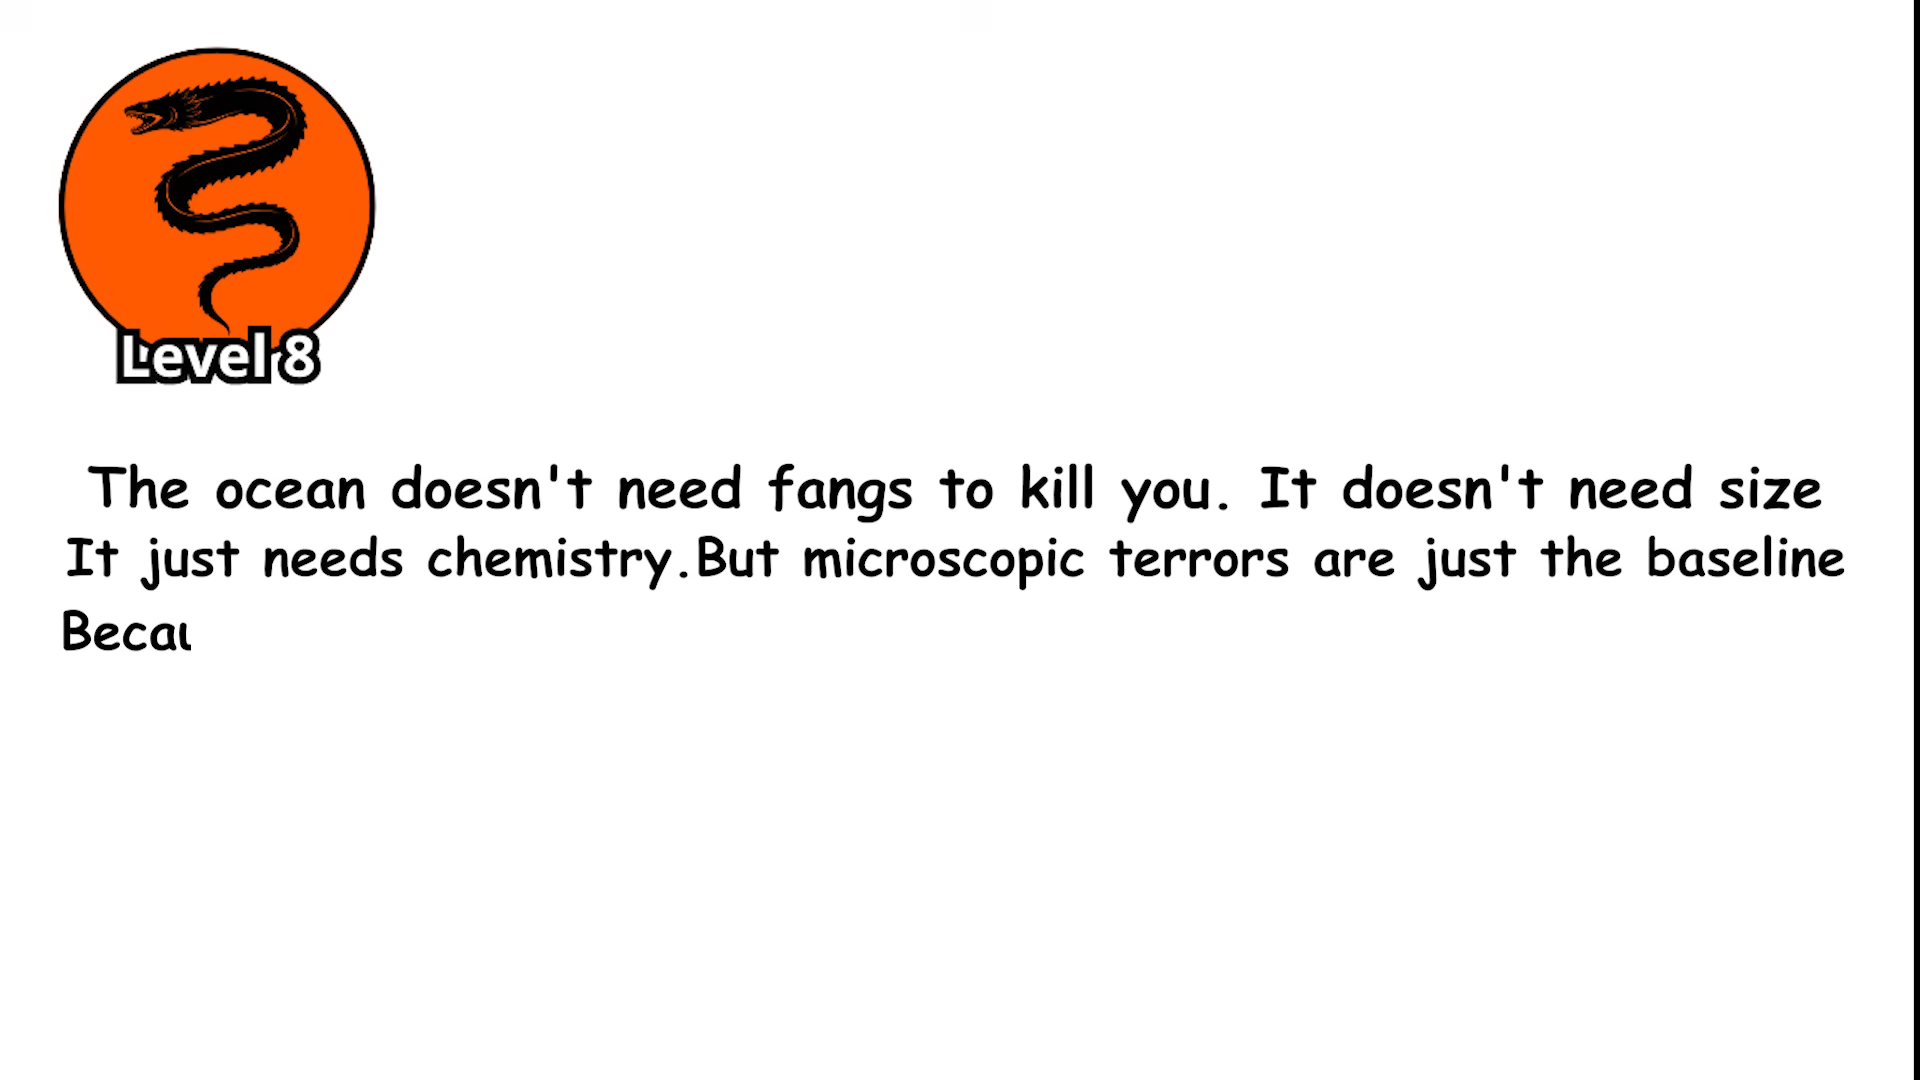 Level 8
The ocean doesn't need fangs to kill you. It doesn't need size
It just needs chemistry.But microscopic terrors are just the baseline
Becau